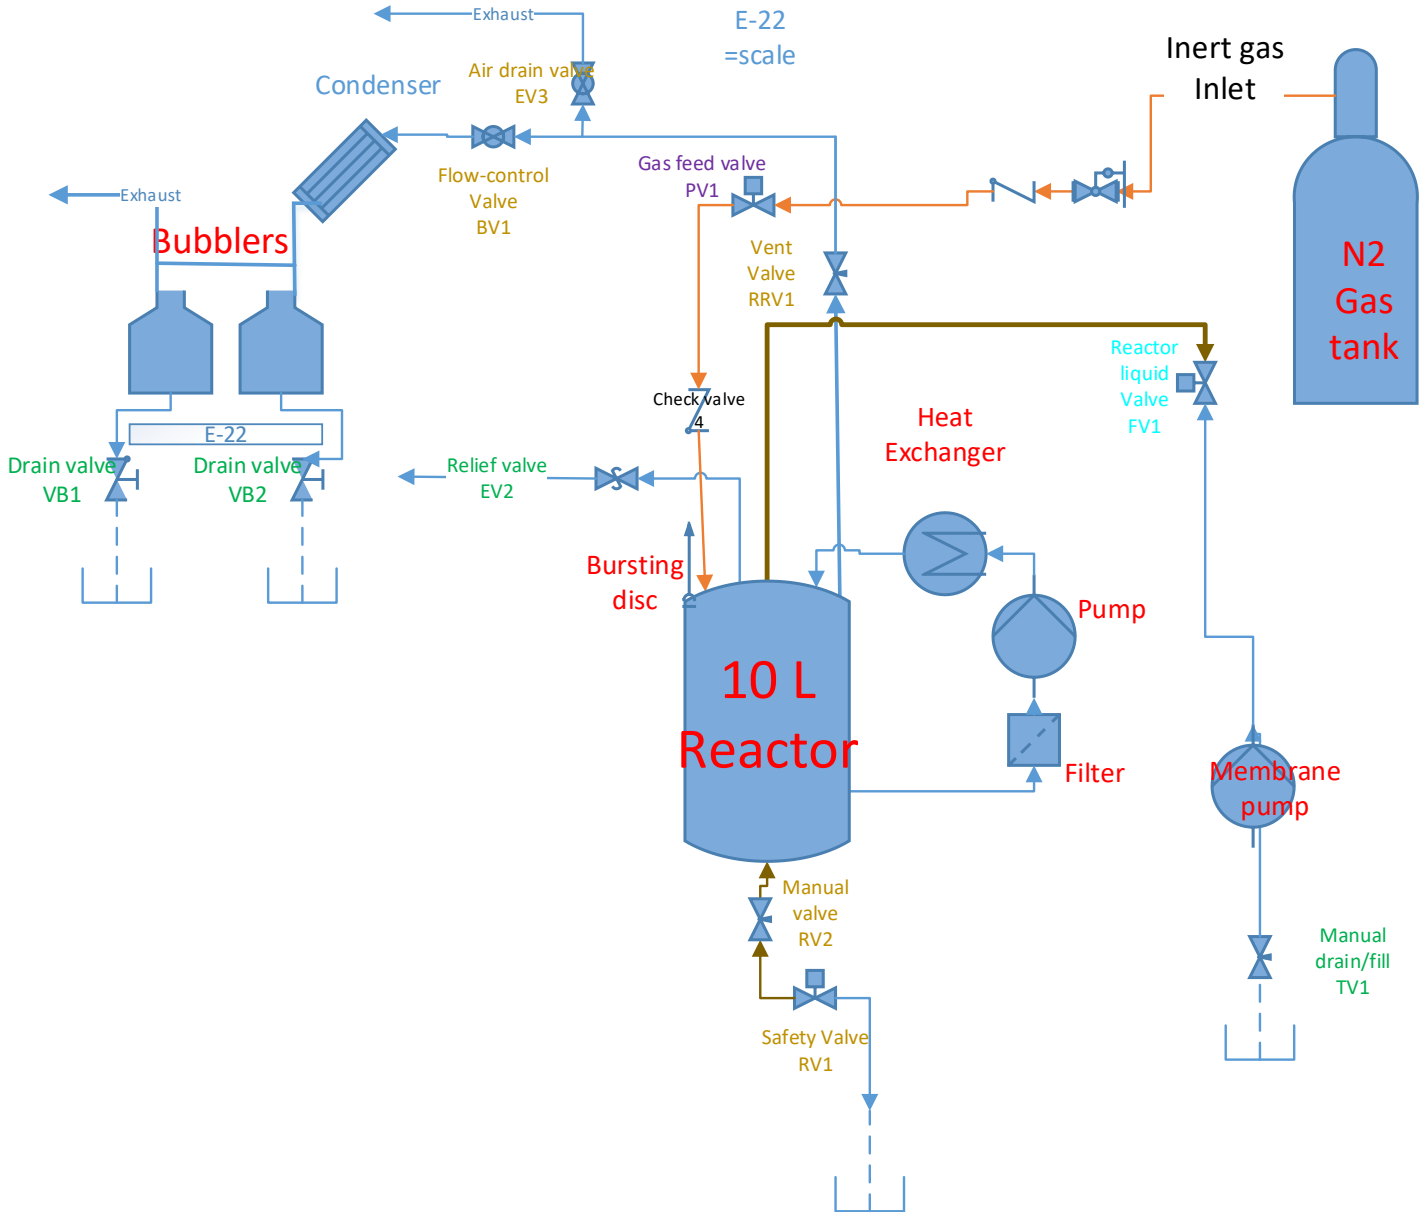 Exhaust
E-22
=scale
Inert gas
Inlet
Air drain valve
EV3
Condenser
Flow-control
Valve
BV1
Gas feed valve
PV1
Exhaust
Bubblers
Vent
Valve
RRV1
N2
Gas
tank
Reactor
liquid
Valve
FV1
Check valve
4
Heat
Exchanger
E-22
Drain valve
VB1
Drain valve
VB2
Relief valve
EV2
Bursting
disc
Pump
10 L
Reactor
Filter
Membrane
pump
Manual
valve
RV2
Manual
drain/fill
TV1
Safety Valve
RV1